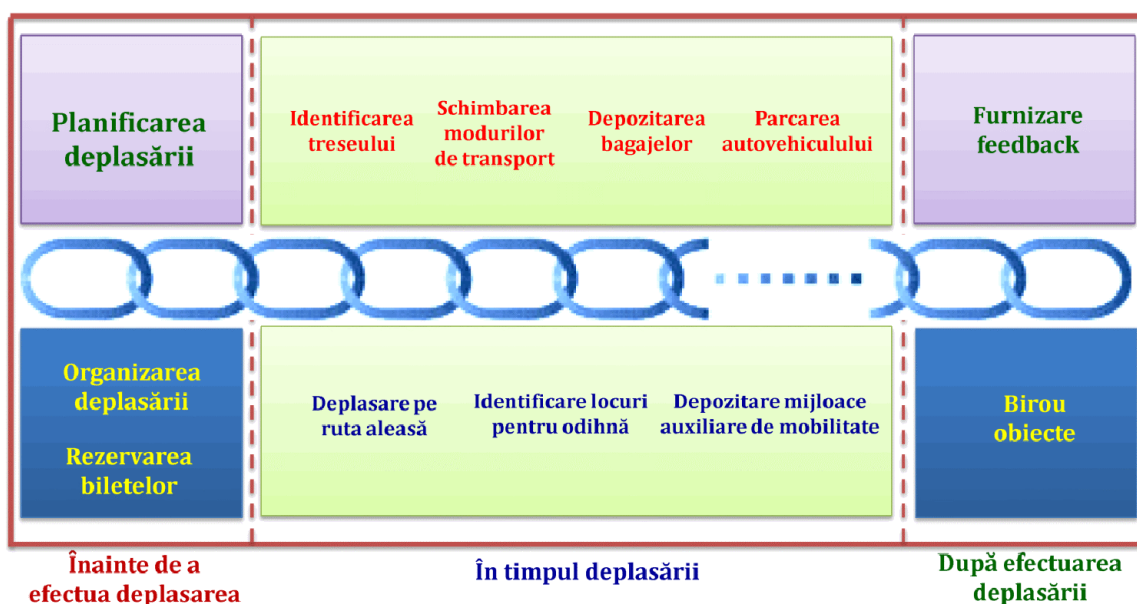 Planificarea
deplasării
Identificarea
treseului
Schimbarea
modurilor
de transport
Depozitarea
bagajelor
Parcarea
autovehiculului
Furnizare
feedback
Organizarea
deplasării
Rezervarea
biletelor
Deplasare pe
ruta aleasă
Identificare locuri
pentru odihnă
Depozitare mijloace
auxiliare de mobilitate
Birou
obiecte
Înainte de a
efectua deplasarea
În timpul deplasării
După efectuarea
deplasării